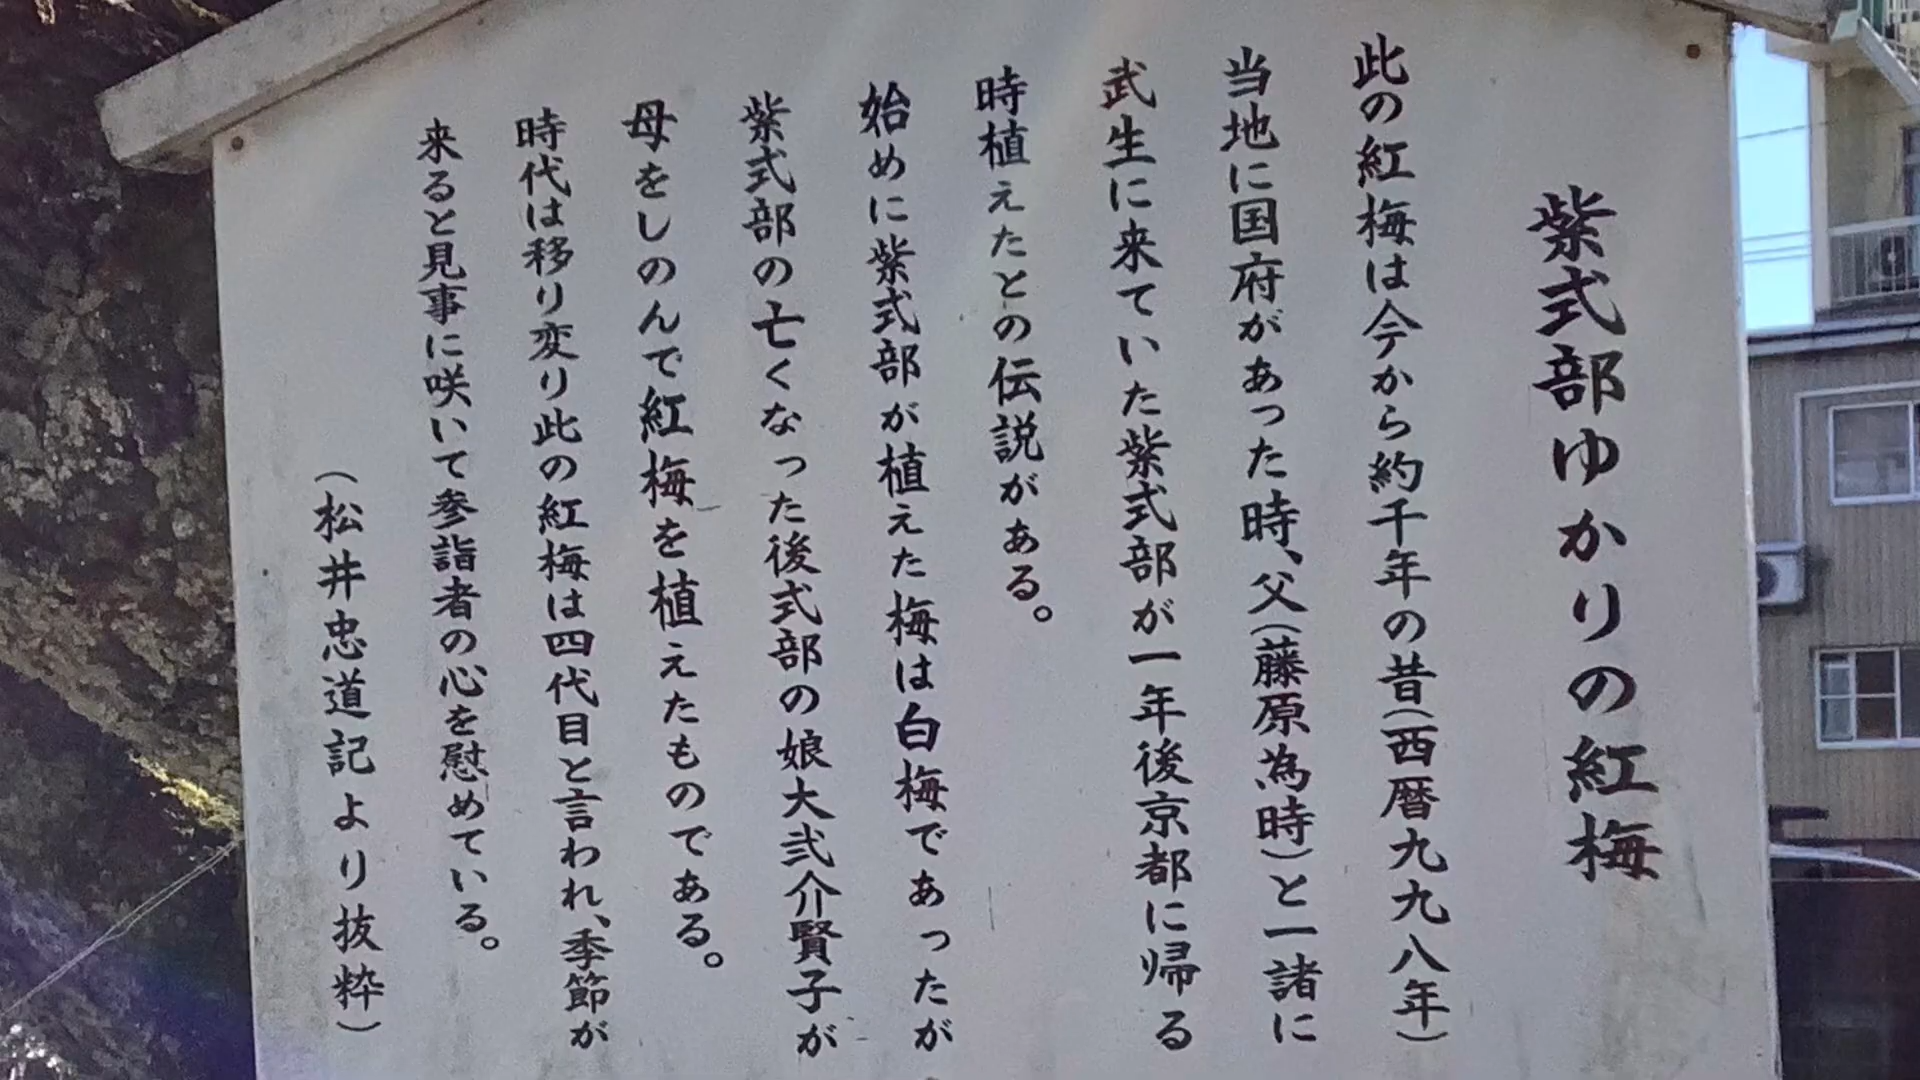 紫式部ゆかりの紅梅
此の紅梅は今から約千年の昔(西暦九九八年)
当地に国府があった時、父(藤原為時)と一諸に
武生に来ていた紫式部が一年後京都に帰る
時植えたとの伝説がある。
始めに紫式部が植えた梅は白梅であったが
紫式部の亡くなった後式部の娘大弐介賢子が
母をしのんで紅梅を植えたものである。
時代は移り変り此の紅梅は四代目と言われ、季節が
来ると見事に咲いて参詣者の心を慰めている。
(松井忠道記より抜粋)